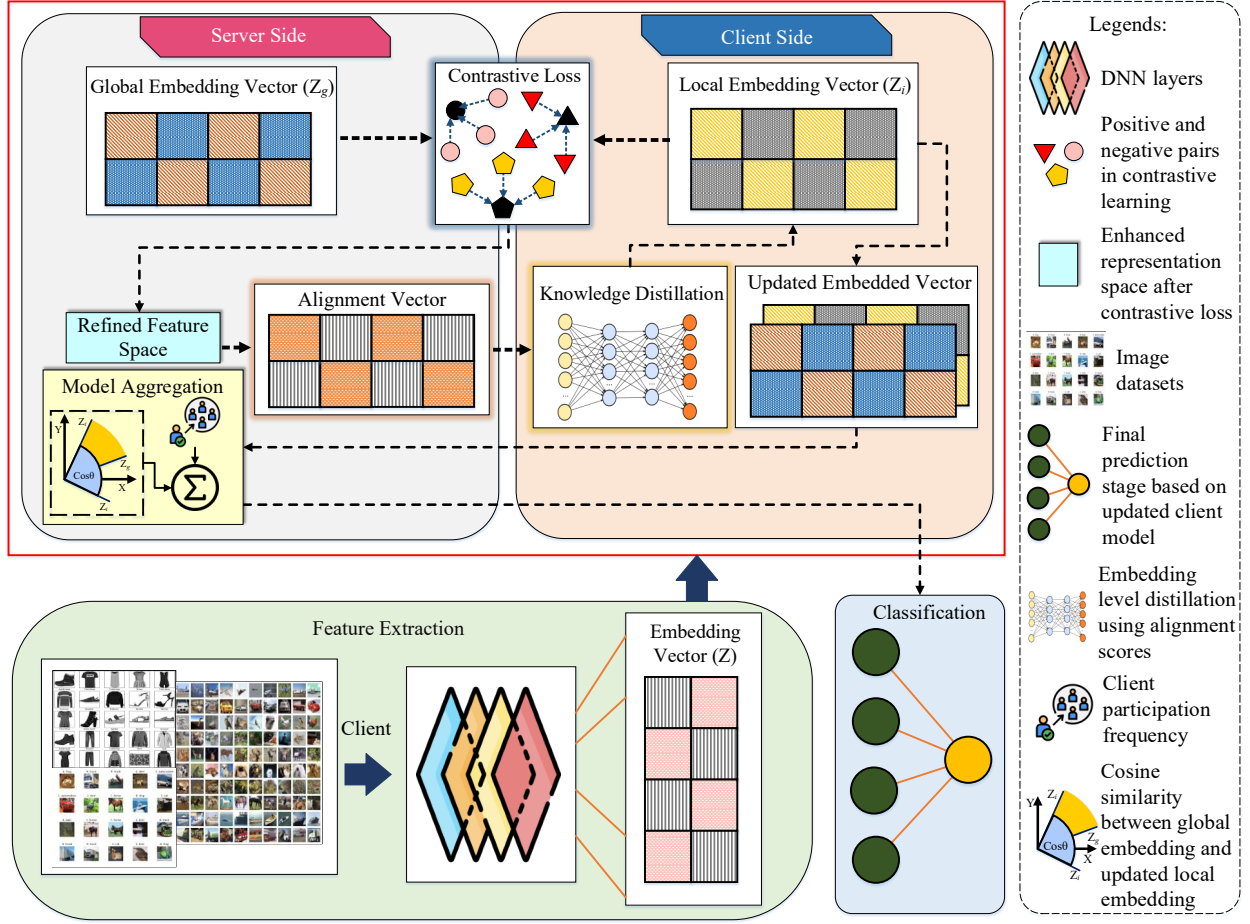 Server Side
Client Side
Global Embedding Vector (Zg)
Contrastive Loss
Local Embedding Vector (Zi)
Refined Feature
Space
Alignment Vector
Knowledge Distillation
...
...
...
...
Updated Embedded Vector
Model Aggregation
Y
Zi
Zg
Cosθ
X
Zi
Σ
Feature Extraction
Client
Embedding
Vector (Z)
Classification
Legends:
DNN layers
Positive and
negative pairs
in contrastive
learning
Enhanced
representation
space after
contrastive loss
Image
datasets
Final
prediction
stage based on
updated client
model
Embedding
level distillation
using alignment
scores
Client
participation
frequency
Cosine
similarity
between global
embedding and
updated local
embedding
Y
Zi
Zg
Cosθ
X
Zi